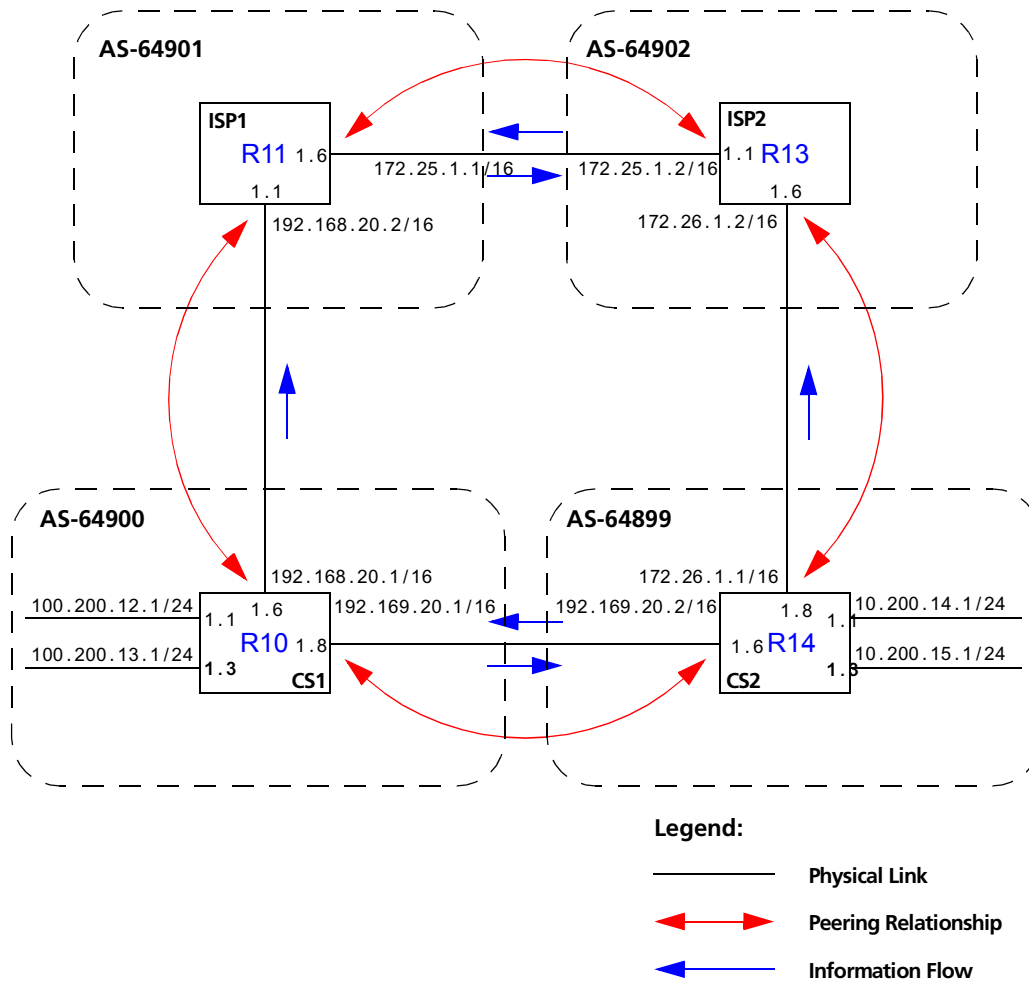 AS-64901
AS-64902
ISP1
R11
1.6
1.1
172.25.1.1/16
172.25.1.2/16
ISP2
1.1
R13
1.6
192.168.20.2/16
172.26.1.2/16
AS-64900
AS-64899
192.168.20.1/16
172.26.1.1/16
100.200.12.1/24
1.1
1.6
192.169.20.1/16
192.169.20.2/16
1.8
1.1
10.200.14.1/24
R10
1.8
1.6
R14
100.200.13.1/24
1.3
CS1
CS2
1.3
10.200.15.1/24
Legend:
Physical Link
Peering Relationship
Information Flow